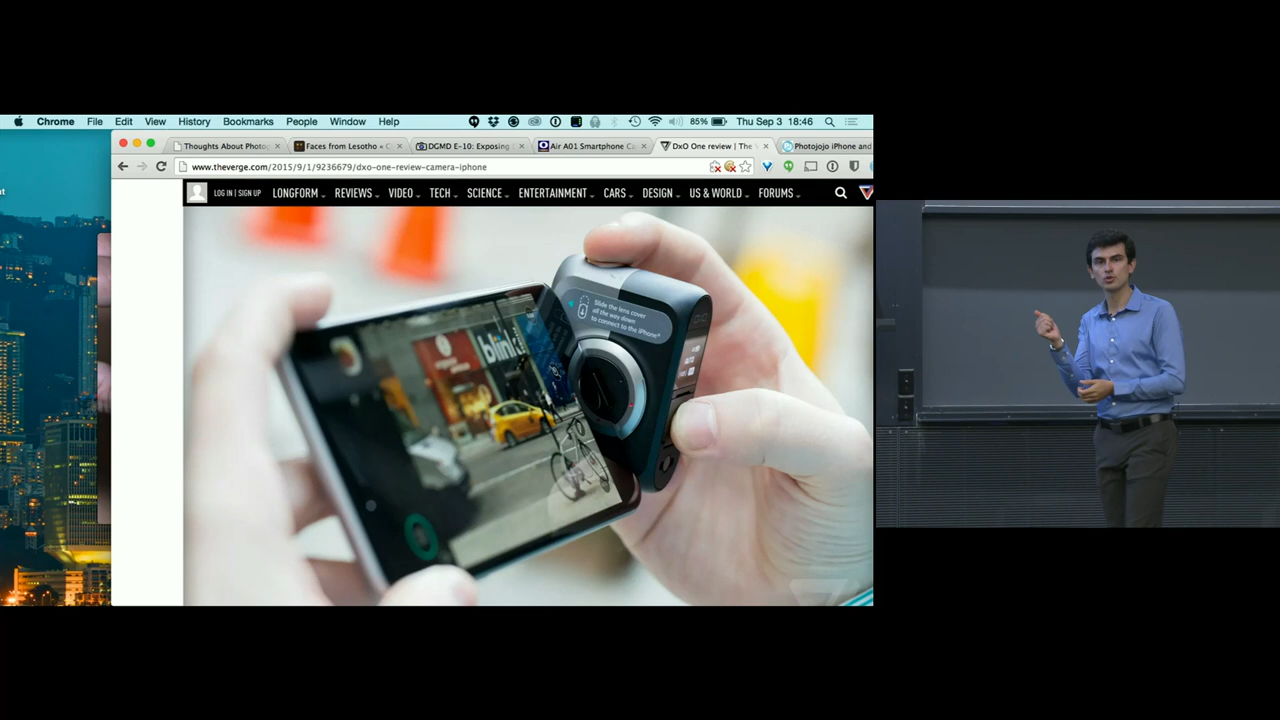 Chrome File Edit View History Bookmarks People Window Help 85% Thu Sep 3 18:46
Thoughts About Photog Faces from Lesotho « C DGMD E-10: Exposing Air A01 Smartphone Ca DxO One review | The V Photojojo iPhone and
www.theverge.com/2015/9/1/9236679/dxo-one-review-camera-iphone
LOG IN | SIGN UP LONGFORM REVIEWS VIDEO TECH SCIENCE ENTERTAINMENT CARS DESIGN US & WORLD FORUMS
Slide the lens cover
all the way down
to connect to the iPhone
blink